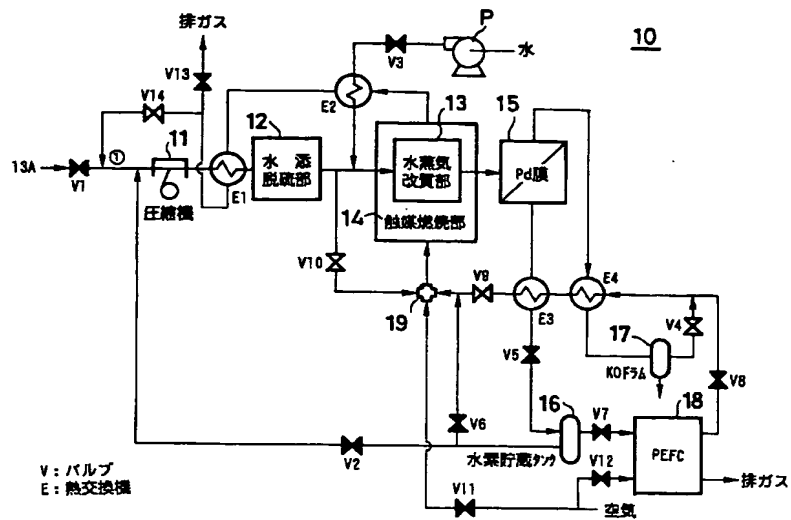 排ガス
P
10
V13
V3
水
V14
E2
13
15
12
11
13A
V1
①
水 添
脱硫部
水蒸気
改質部
Pd膜
E1
圧縮機
14
触媒燃焼部
V10
V9
E4
19
E3
17
V4
V5
KOドラム
V8
16
18
V6
V7
PEFC
V2
水素貯蔵タンク
V12
排ガス
V:バルブ
E:熱交換機
V11
空気